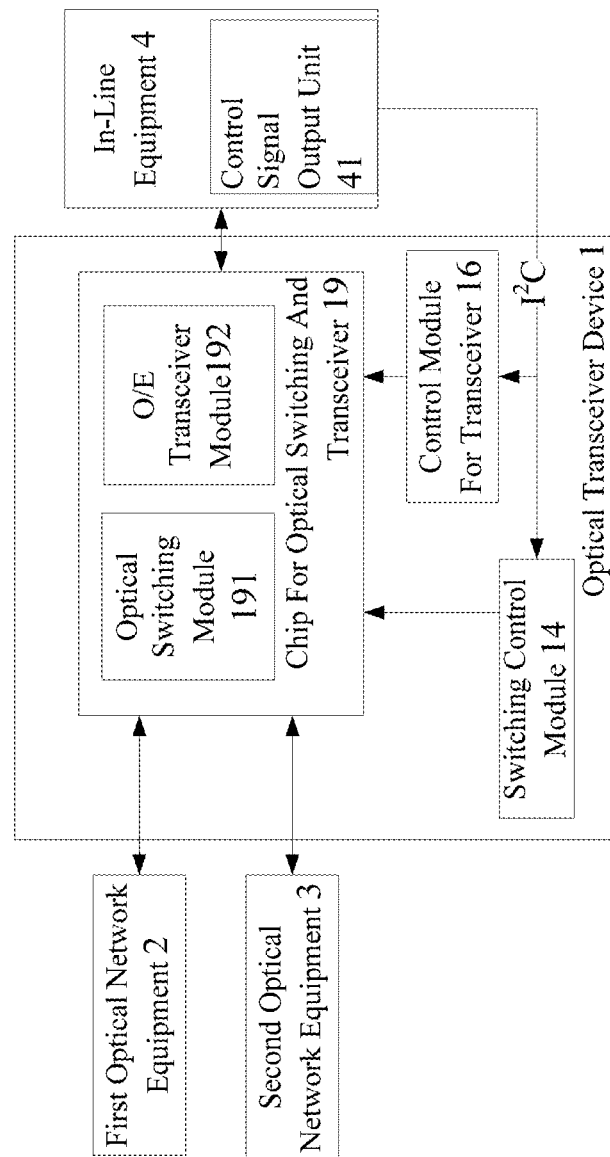 First Optical Network
Equipment 2
Second Optical
Network Equipment 3
Optical
Switching
Module
191
O/E
Transceiver
Module192
Chip For Optical Switching And
Transceiver 19
In-Line
Equipment 4
Control
Signal
Output Unit
41
Switching Control
Module 14
Control Module
For Transceiver 16
I²C
Optical Transceiver Device 1